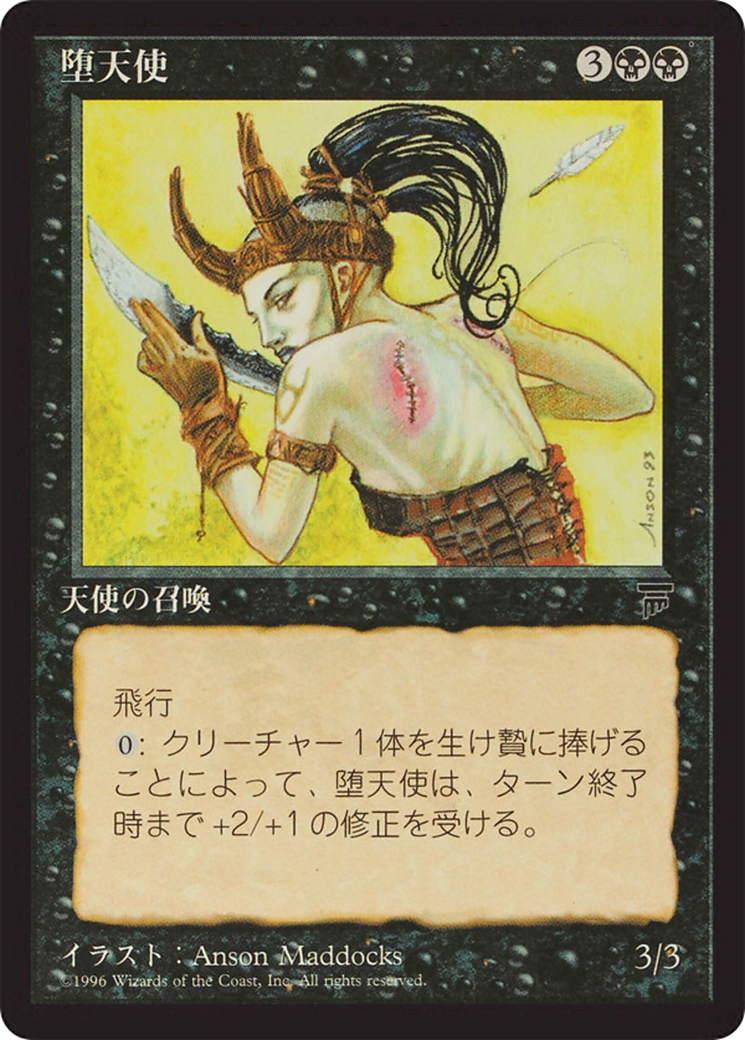 堕天使
3
飛行
天使の召喚
0: クリーチャー1体を生け贄に捧げる
ことによって、堕天使は、ターン終了
時まで +2/+1 の修正を受ける。
ANSON 93
イラスト：Anson Maddocks
3/3
©1996 Wizards of the Coast, Inc. All rights reserved.